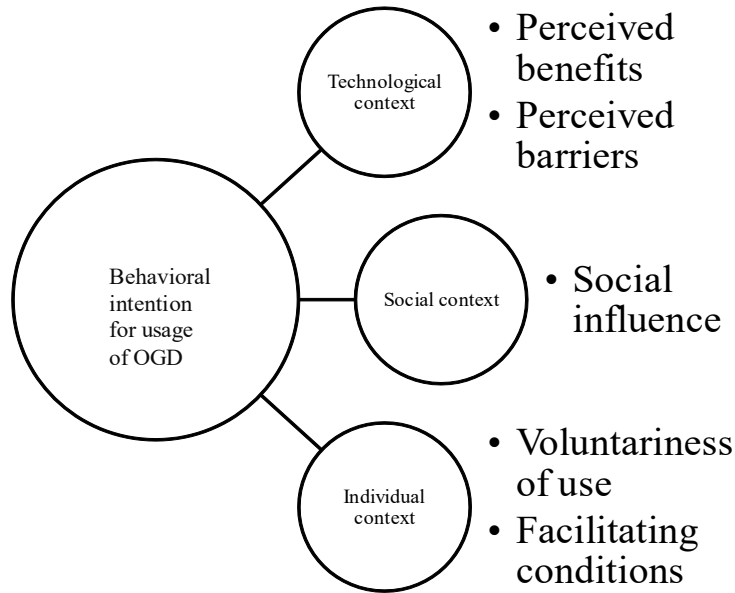 Behavioral
intention
for usage
of OGD
Technological
context
• Perceived
benefits
• Perceived
barriers
Social context
• Social
influence
Individual
context
• Voluntariness
of use
• Facilitating
conditions